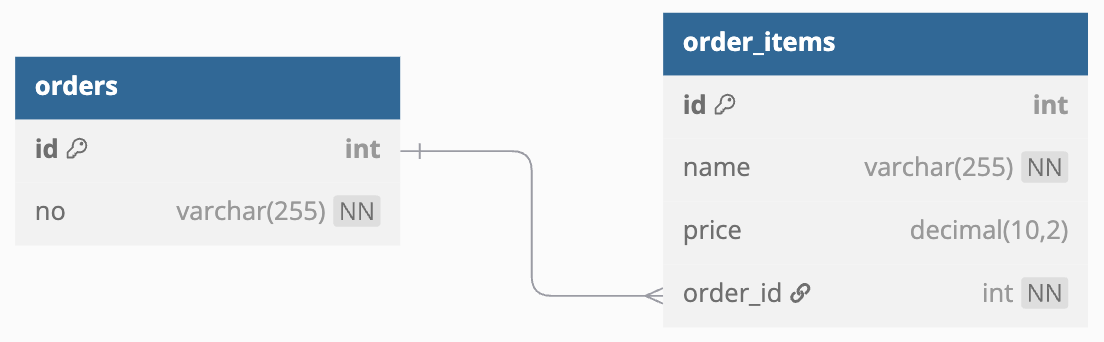 orders
id int
no varchar(255) NN
order_items
id int
name varchar(255) NN
price decimal(10,2)
order_id int NN